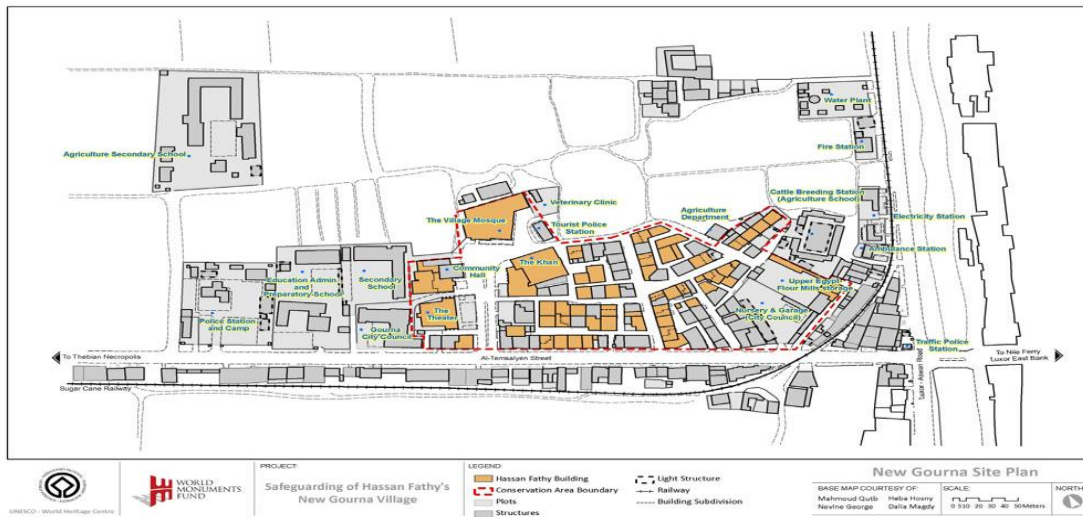 Water Plant
Agriculture Secondary School
Fire Station
Cattle Breeding Station
(Agriculture School)
Veterinary Clinic
Agriculture
Department
The Village Mosque
Electricity Station
Tourist Police
Station
Ambulance Station
The Khan
Community
Hall
Secondary
School
Education Admin
and
Preparatory School
Upper Egypt
Flour Mills storage
The
Theater
Nursery & Garage
(City Council)
Police Station
and Camp
Gourna
City Council
Traffic Police
Station
To Thebian Necropolis
Al-Temsaliyen Street
To Nile Ferry
Luxor East Bank
Luxor - Aswan Road
Sugar Cane Railway
UNESCO - World Heritage Centre
WORLD
MONUMENTS
FUND
PROJECT:
Safeguarding of Hassan Fathy's
New Gourna Village
LEGEND:
Hassan Fathy Building
Conservation Area Boundary
Plots
Structures
Light Structure
Railway
Building Subdivision
New Gourna Site Plan
BASE MAP COURTESY OF:
Mahmoud Qutb Heba Hosny
Nevine George Dalia Magdy
SCALE:
0 5 10 20 30 40 50 Meters
NORTH